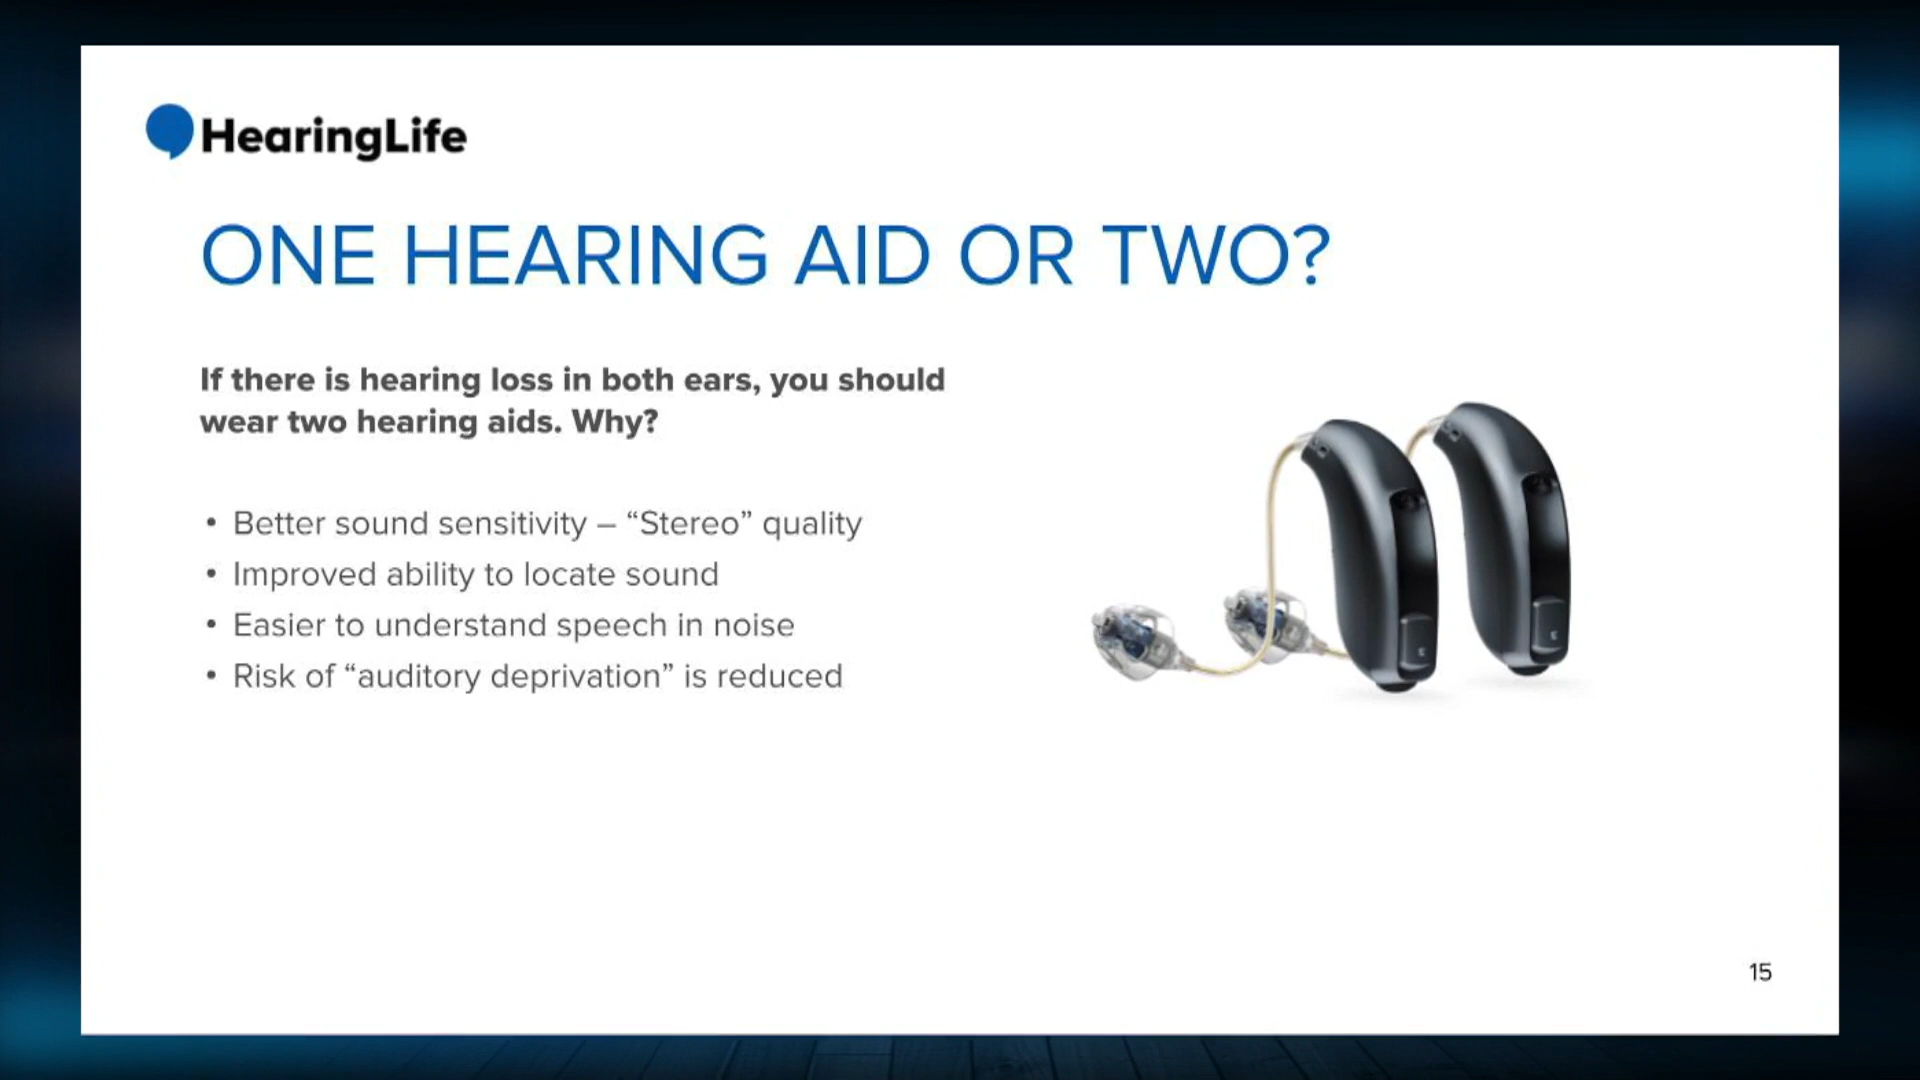 HearingLife
ONE HEARING AID OR TWO?
If there is hearing loss in both ears, you should
wear two hearing aids. Why?
• Better sound sensitivity – “Stereo” quality
• Improved ability to locate sound
• Easier to understand speech in noise
• Risk of “auditory deprivation” is reduced
15